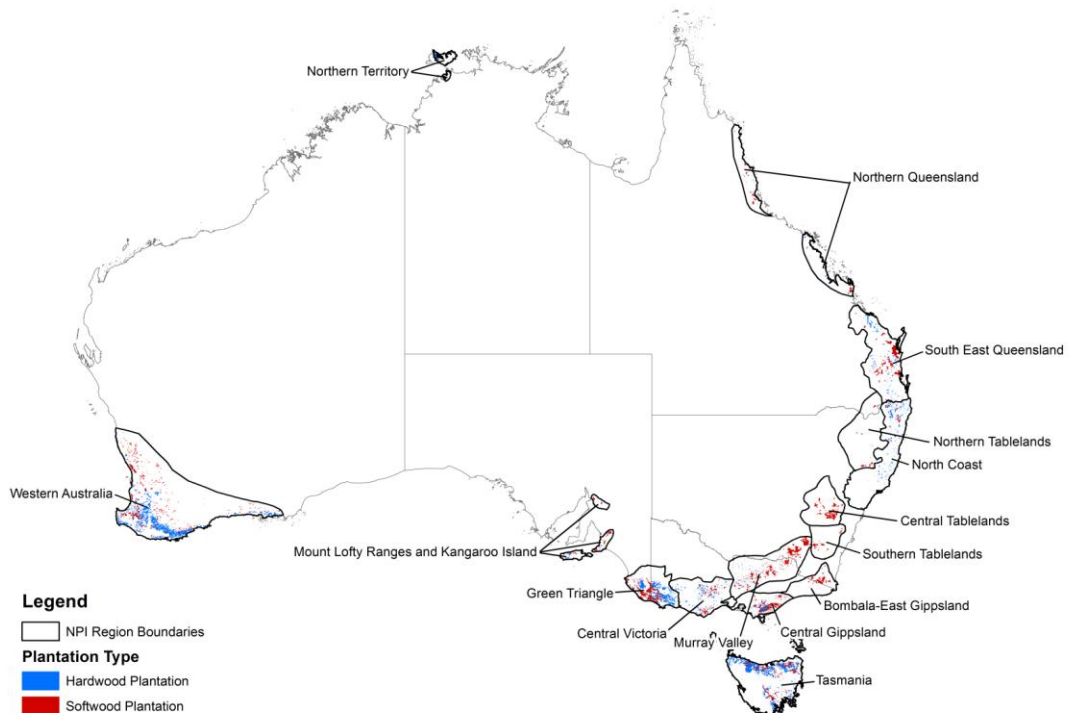 Northern Territory
Northern Queensland
South East Queensland
Northern Tablelands
North Coast
Western Australia
Central Tablelands
Mount Lofty Ranges and Kangaroo Island
Southern Tablelands
Green Triangle
Bombala-East Gippsland
Central Victoria
Central Gippsland
Murray Valley
Tasmania
Legend
NPI Region Boundaries
Plantation Type
Hardwood Plantation
Softwood Plantation